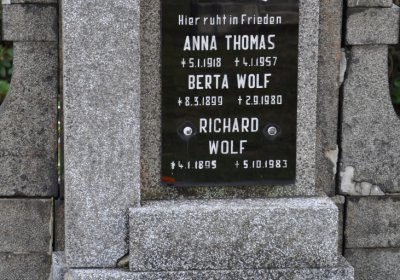 Hier ruht in Frieden
ANNA THOMAS
*5.1.1918 †4.1.1957
BERTA WOLF
*8.3.1899 †2.9.1980
RICHARD
WOLF
*4.1.1895 †5.10.1983